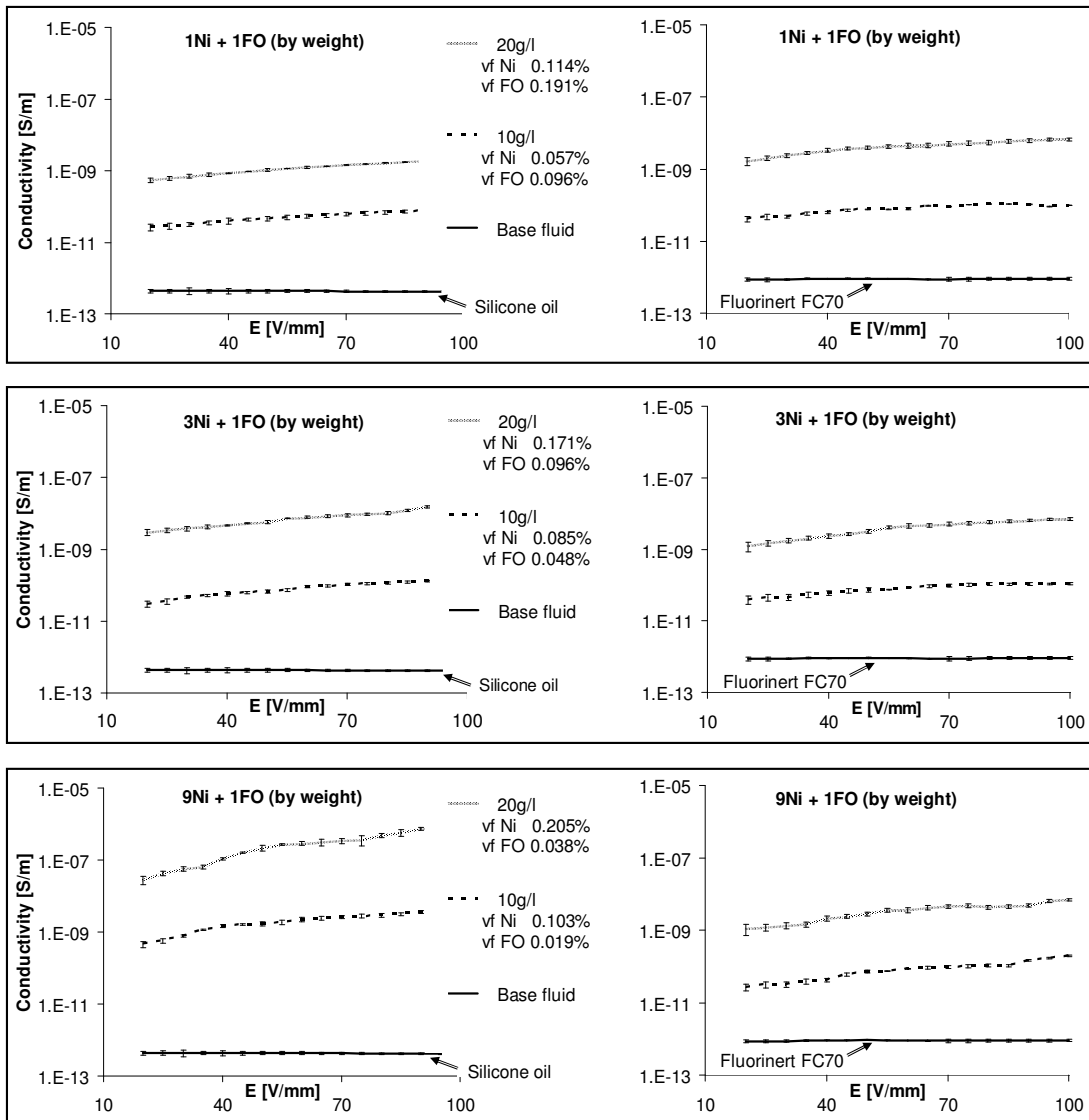 1.E-05
1Ni + 1FO (by weight)
1.E-07
1.E-09
1.E-11
1.E-13
Conductivity [S/m]
10
40
70
100
E [V/mm]
Silicone oil
20g/l
vf Ni 0.114%
vf FO 0.191%
10g/l
vf Ni 0.057%
vf FO 0.096%
Base fluid
1.E-05
1Ni + 1FO (by weight)
1.E-07
1.E-09
1.E-11
1.E-13
Fluorinert FC70
E [V/mm]
10
40
70
100
1.E-05
3Ni + 1FO (by weight)
1.E-07
1.E-09
1.E-11
1.E-13
Conductivity [S/m]
10
40
70
100
E [V/mm]
Silicone oil
20g/l
vf Ni 0.171%
vf FO 0.096%
10g/l
vf Ni 0.085%
vf FO 0.048%
Base fluid
1.E-05
3Ni + 1FO (by weight)
1.E-07
1.E-09
1.E-11
1.E-13
Fluorinert FC70
E [V/mm]
10
40
70
100
1.E-05
9Ni + 1FO (by weight)
1.E-07
1.E-09
1.E-11
1.E-13
Conductivity [S/m]
10
40
70
100
E [V/mm]
Silicone oil
20g/l
vf Ni 0.205%
vf FO 0.038%
10g/l
vf Ni 0.103%
vf FO 0.019%
Base fluid
1.E-05
9Ni + 1FO (by weight)
1.E-07
1.E-09
1.E-11
1.E-13
Fluorinert FC70
E [V/mm]
10
40
70
100